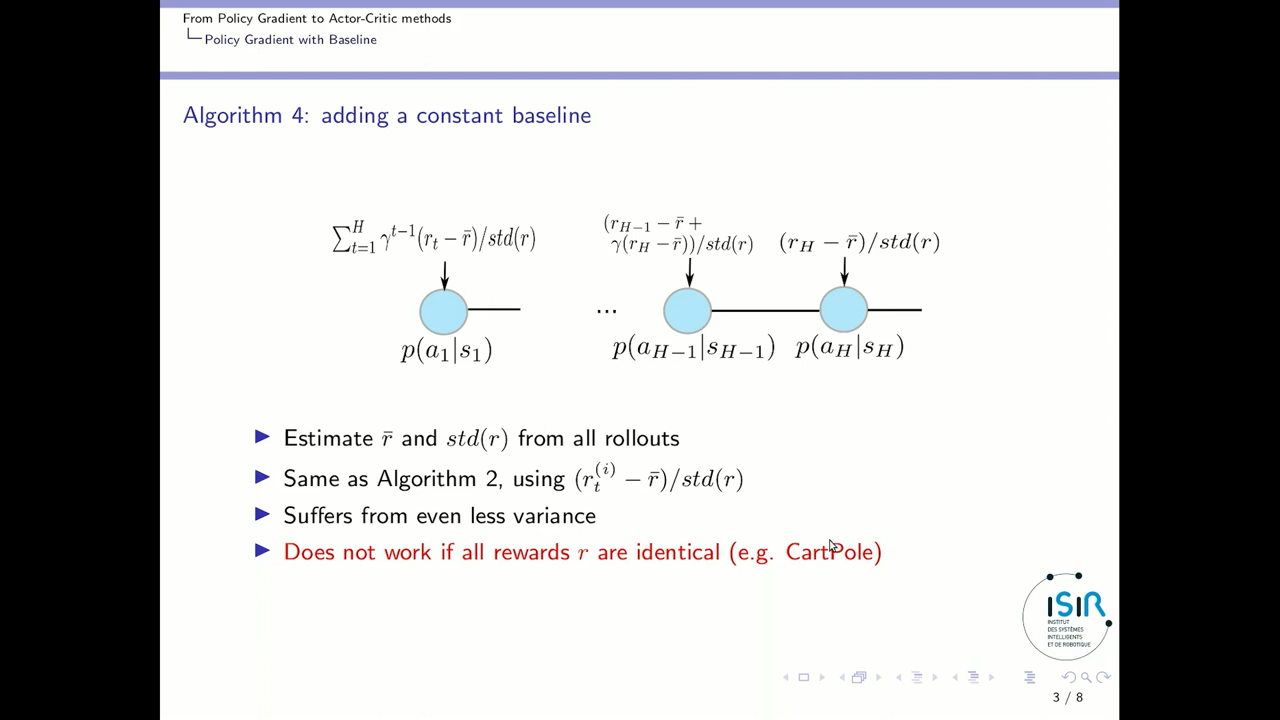 From Policy Gradient to Actor-Critic methods
Policy Gradient with Baseline
Algorithm 4: adding a constant baseline
∑_{t=1}^{H} γ^{t−1}(r_t − r̄)/std(r)
(r_{H−1} − r̄ +
γ(r_H − r̄))/std(r)
(r_H − r̄)/std(r)
...
p(a_1|s_1)
p(a_{H−1}|s_{H−1})
p(a_H|s_H)
Estimate r̄ and std(r) from all rollouts
Same as Algorithm 2, using (r_t^{(i)} − r̄)/std(r)
Suffers from even less variance
Does not work if all rewards r are identical (e.g. CartPole)
ISIR
INSTITUT
DES SYSTÈMES
INTELLIGENTS
ET DE ROBOTIQUE
3 / 8